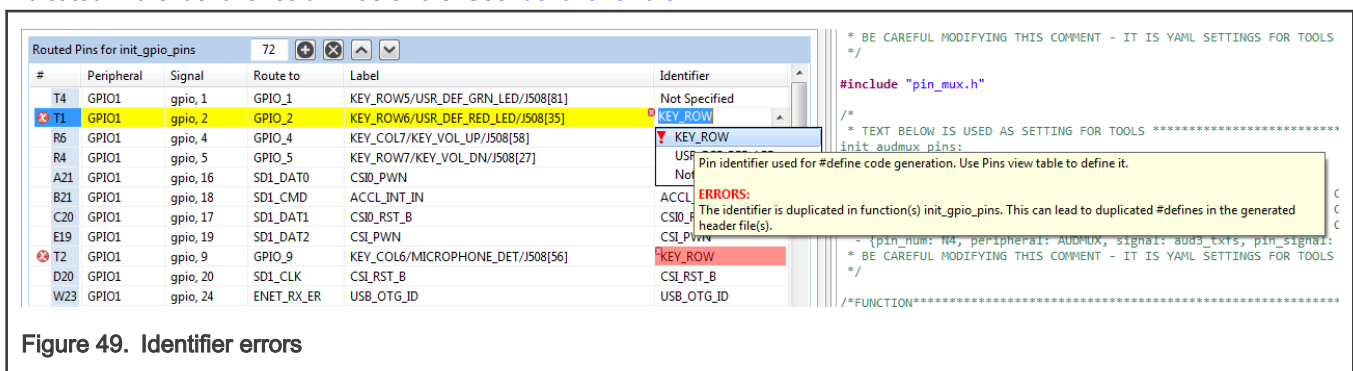 Routed Pins for init_gpio_pins 72
# Peripheral Signal Route to Label Identifier
T4 GPIO1 gpio, 1 GPIO_1 KEY_ROW5/USR_DEF_GRN_LED/J508[81] Not Specified
T1 GPIO1 gpio, 2 GPIO_2 KEY_ROW6/USR_DEF_RED_LED/J508[35] KEY_ROW
R6 GPIO1 gpio, 4 GPIO_4 KEY_COL7/KEY_VOL_UP/J508[58]
KEY_ROW
R4 GPIO1 gpio, 5 GPIO_5 KEY_ROW7/KEY_VOL_DN/J508[27]
A21 GPIO1 gpio, 16 SD1_DAT0 CSI0_PWN
B21 GPIO1 gpio, 18 SD1_CMD ACCL_INT_IN
C20 GPIO1 gpio, 17 SD1_DAT1 CSI0_RST_B
E19 GPIO1 gpio, 19 SD1_DAT2 CSI_PWN CSI_PWN
T2 GPIO1 gpio, 9 GPIO_9 KEY_COL6/MICROPHONE_DET/J508[56] KEY_ROW
D20 GPIO1 gpio, 20 SD1_CLK CSI_RST_B CSI_RST_B
W23 GPIO1 gpio, 24 ENET_RX_ER USB_OTG_ID USB_OTG_ID
Pin identifier used for #define code generation. Use Pins view table to define it.
ERRORS:
The identifier is duplicated in function(s) init_gpio_pins. This can lead to duplicated #defines in the generated
header file(s).
* BE CAREFUL MODIFYING THIS COMMENT - IT IS YAML SETTINGS FOR TOOLS
*/
#include "pin_mux.h"
/*
* TEXT BELOW IS USED AS SETTING FOR TOOLS **************************
init_audmux_pins:
- {pin_num: N4, peripheral: AUDMUX, signal: aud3_txfs, pin_signal:
* BE CAREFUL MODIFYING THIS COMMENT - IT IS YAML SETTINGS FOR TOOLS
*/
/*FUNCTION**********************************************************
Figure 49. Identifier errors